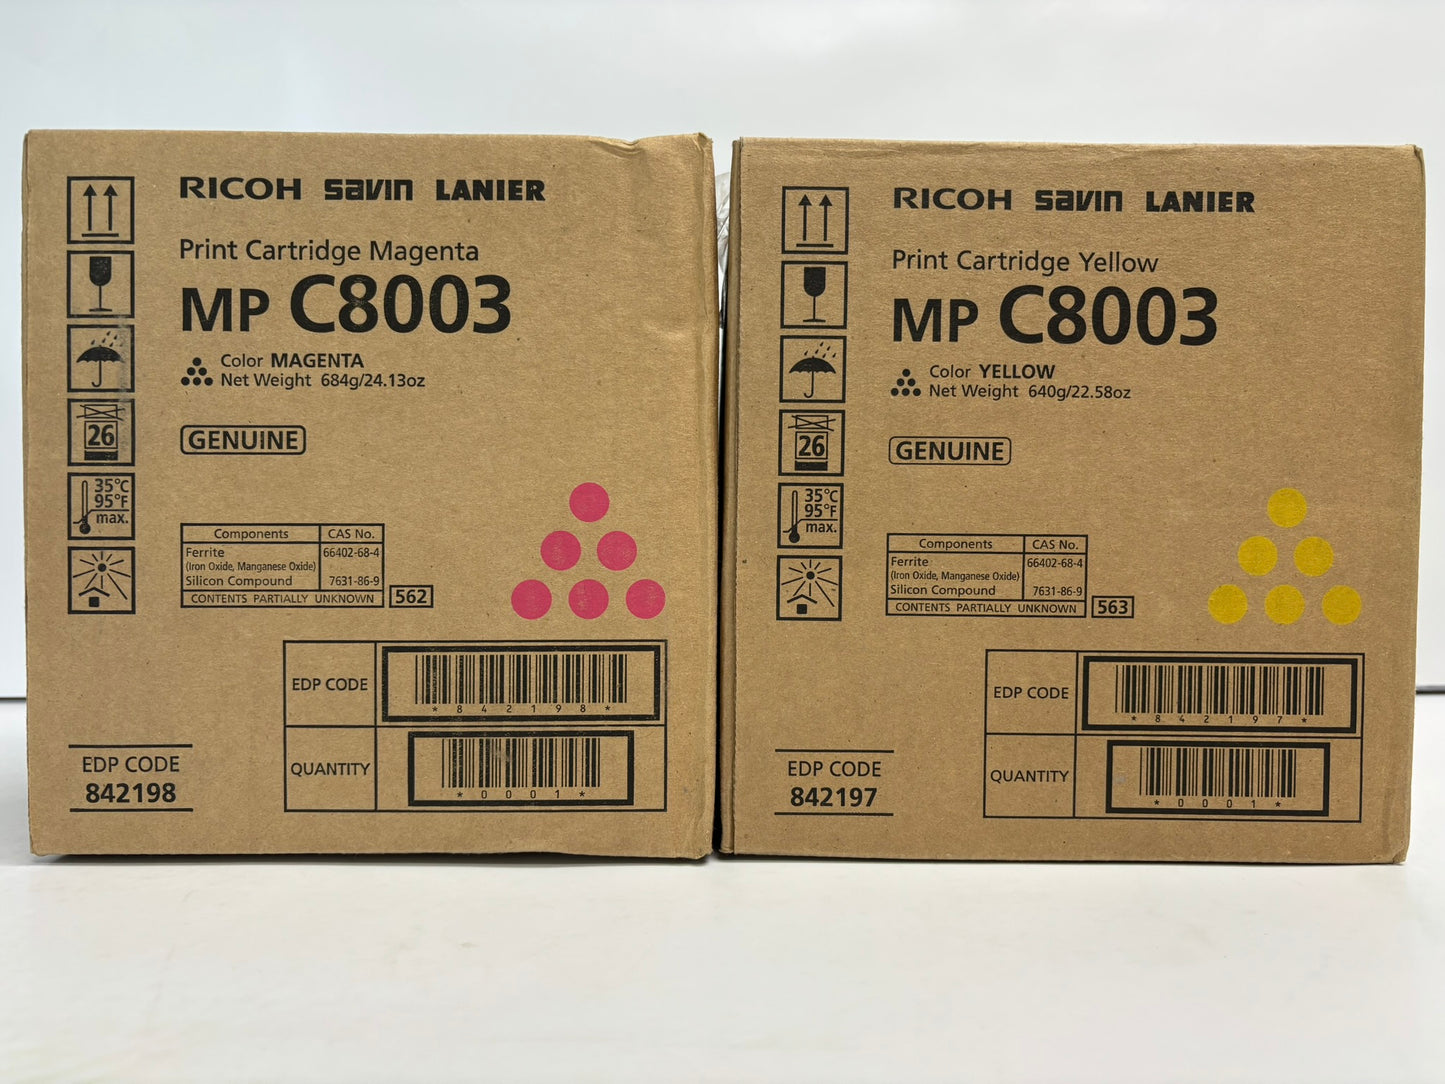 RICOH savin LANIER
Print Cartridge Magenta
MP C8003
Color MAGENTA
Net Weight 684g/24.13oz
GENUINE
26
35°C
95°F
max.
Components CAS No.
Ferrite 66402-68-4
(Iron Oxide, Manganese Oxide)
Silicon Compound 7631-86-9
CONTENTS PARTIALLY UNKNOWN
562
EDP CODE
*842198*
QUANTITY
*0001*
EDP CODE
842198
RICOH savin LANIER
Print Cartridge Yellow
MP C8003
Color YELLOW
Net Weight 640g/22.58oz
GENUINE
26
35°C
95°F
max.
Components CAS No.
Ferrite 66402-68-4
(Iron Oxide, Manganese Oxide)
Silicon Compound 7631-86-9
CONTENTS PARTIALLY UNKNOWN
563
EDP CODE
*842197*
QUANTITY
*0001*
EDP CODE
842197